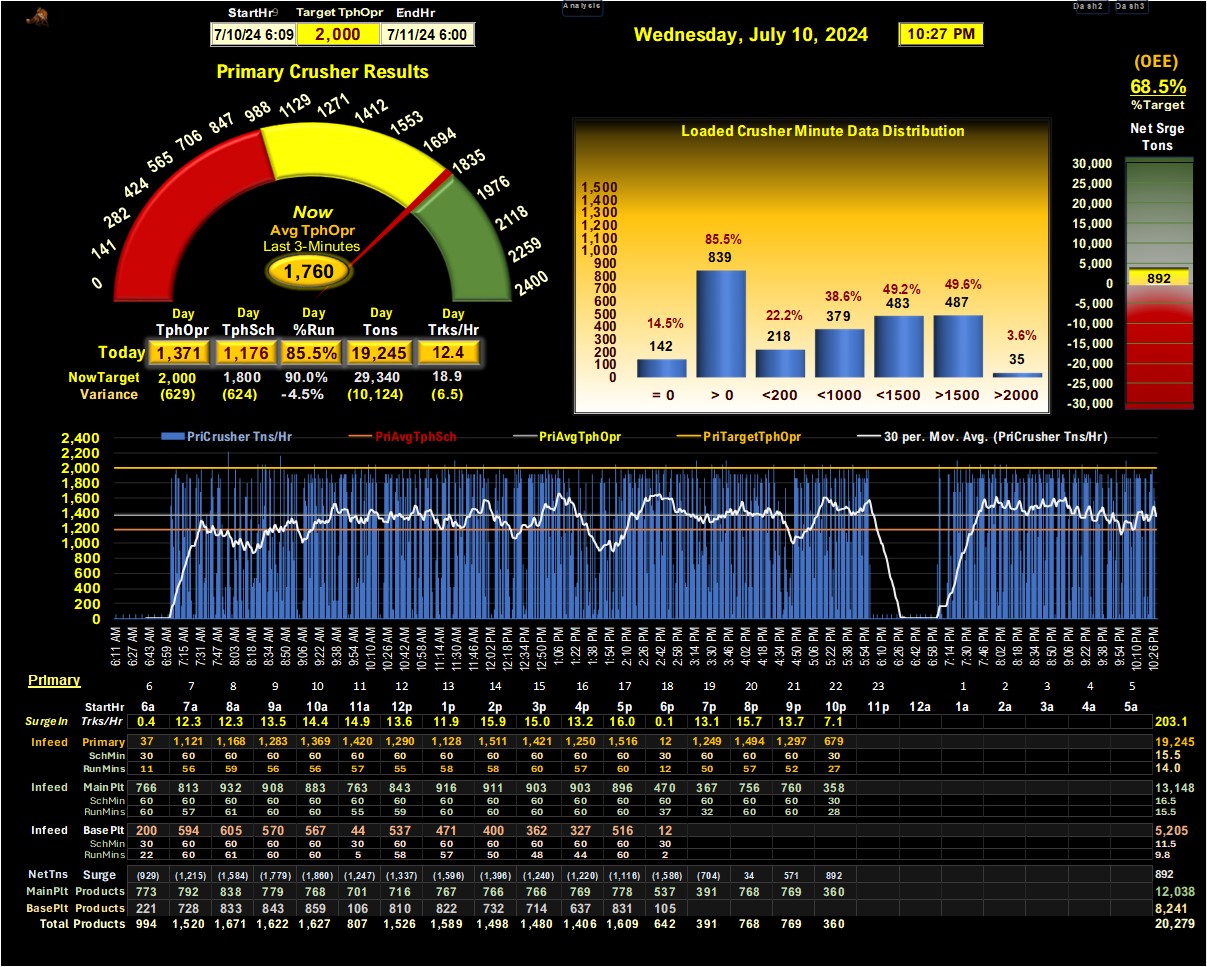 Analysis
Dash2 Dash3
StartHr Target TphOpr EndHr
7/10/24 6:09 2,000 7/11/24 6:00
Wednesday, July 10, 2024 10:27 PM
(OEE)
68.5%
%Target
Primary Crusher Results
0 141 282 424 565 706 847 988 1129 1271 1412 1553 1694 1835 1976 2118 2259 2400
Now
Avg TphOpr
Last 3-Minutes
1,760
Day Day Day Day Day
TphOpr TphSch %Run Tons Trks/Hr
Today 1,371 1,176 85.5% 19,245 12.4
NowTarget 2,000 1,800 90.0% 29,340 18.9
Variance (629) (624) -4.5% (10,124) (6.5)
Loaded Crusher Minute Data Distribution
1,500
1,400
1,300
1,200
1,100
1,000
900
800
700
600
500
400
300
200
100
0
14.5% 85.5% 22.2% 38.6% 49.2% 49.6% 3.6%
142 839 218 379 483 487 35
= 0 > 0 <200 <1000 <1500 >1500 >2000
Net Srge
Tons
30,000
25,000
20,000
15,000
10,000
5,000
0
-5,000
-10,000
-15,000
-20,000
-25,000
-30,000
892
PriCrusher Tns/Hr PriAvgTphSch PriAvgTphOpr PriTargetTphOpr 30 per. Mov. Avg. (PriCrusher Tns/Hr)
2,400
2,200
2,000
1,800
1,600
1,400
1,200
1,000
800
600
400
200
0
6:11 AM 6:27 AM 6:43 AM 6:59 AM 7:15 AM 7:31 AM 7:47 AM 8:03 AM 8:18 AM 8:34 AM 8:50 AM 9:06 AM 9:22 AM 9:38 AM 9:54 AM 10:10 AM 10:26 AM 10:42 AM 10:58 AM 11:14 AM 11:30 AM 11:46 AM 12:02 PM 12:18 PM 12:34 PM 12:50 PM 1:06 PM 1:22 PM 1:38 PM 1:54 PM 2:10 PM 2:26 PM 2:42 PM 2:58 PM 3:14 PM 3:30 PM 3:46 PM 4:02 PM 4:18 PM 4:34 PM 4:50 PM 5:06 PM 5:22 PM 5:38 PM 5:54 PM 6:10 PM 6:26 PM 6:42 PM 6:58 PM 7:14 PM 7:30 PM 7:46 PM 8:02 PM 8:18 PM 8:34 PM 8:50 PM 9:06 PM 9:22 PM 9:38 PM 9:54 PM 10:10 PM 10:26 PM
Primary 6 7 8 9 10 11 12 13 14 15 16 17 18 19 20 21 22 23 1 2 3 4 5
StartHr 6a 7a 8a 9a 10a 11a 12p 1p 2p 3p 4p 5p 6p 7p 8p 9p 10p 11p 12a 1a 2a 3a 4a 5a
SurgeIn Trks/Hr 0.4 12.3 12.3 13.5 14.4 14.9 13.6 11.9 15.9 15.0 13.2 16.0 0.1 13.1 15.7 13.7 7.1 203.1
Infeed Primary 37 1,121 1,168 1,283 1,369 1,420 1,290 1,128 1,511 1,421 1,250 1,516 12 1,249 1,494 1,297 679 19,245
SchMin 30 60 60 60 60 60 60 60 60 60 60 60 30 60 60 60 30 15.5
RunMins 11 56 59 56 56 57 55 58 58 60 57 60 12 50 57 52 27 14.0
Infeed MainPlt 766 813 932 908 883 763 843 916 911 903 903 896 470 367 756 760 358 13,148
SchMin 60 60 60 60 60 60 60 60 60 60 60 60 60 60 60 60 30 16.5
RunMins 60 57 61 60 60 55 59 60 60 60 60 60 37 32 60 60 28 15.5
Infeed Base Plt 200 594 605 570 567 44 537 471 400 362 327 516 12 5,205
SchMin 30 60 60 60 60 30 60 60 60 60 60 60 30 11.5
RunMins 22 60 61 60 60 5 58 57 50 48 44 60 2 9.8
NetTns Surge (929) (1,215) (1,584) (1,779) (1,860) (1,247) (1,337) (1,596) (1,396) (1,240) (1,220) (1,116) (1,586) (704) 34 571 892 892
MainPlt Products 773 792 838 779 768 701 716 767 766 766 769 778 537 391 768 769 360 12,038
BasePlt Products 221 728 833 843 859 106 810 822 732 714 637 831 105 8,241
Total Products 994 1,520 1,671 1,622 1,627 807 1,526 1,589 1,498 1,480 1,406 1,609 642 391 768 769 360 20,279